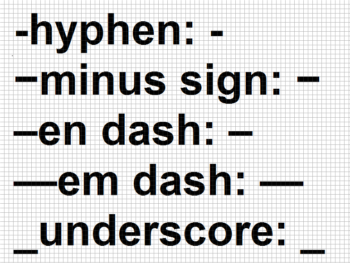 -hyphen: -
−minus sign: −
–en dash: –
—em dash: —
_underscore: _